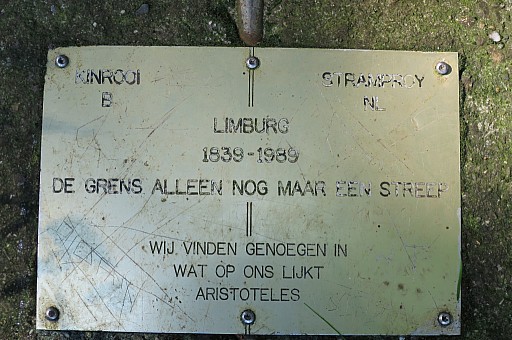 KINROOI STRAMPROY
B NL
LIMBURG
1839-1989
DE GRENS ALLEEN NOG MAAR EEN STREEP
WIJ VINDEN GENOEGEN IN
WAT OP ONS LIJKT
ARISTOTELES